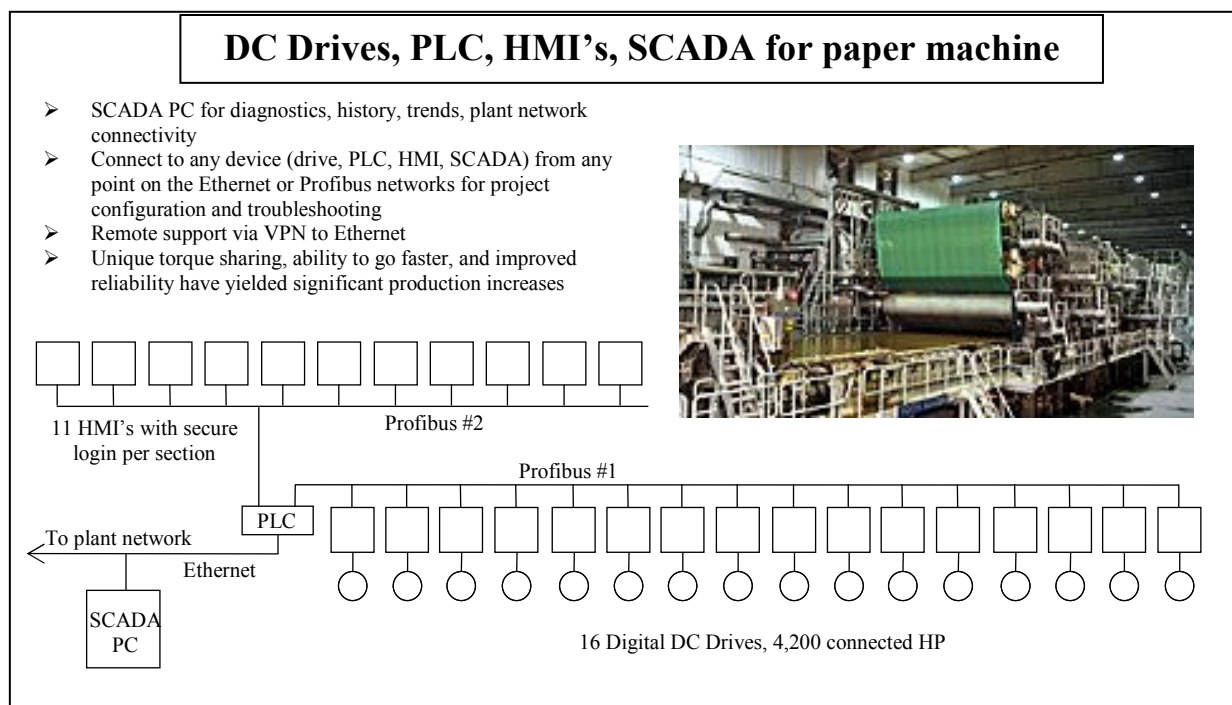 DC Drives, PLC, HMI’s, SCADA for paper machine
➢ SCADA PC for diagnostics, history, trends, plant network
connectivity
➢ Connect to any device (drive, PLC, HMI, SCADA) from any
point on the Ethernet or Profibus networks for project
configuration and troubleshooting
➢ Remote support via VPN to Ethernet
➢ Unique torque sharing, ability to go faster, and improved
reliability have yielded significant production increases
11 HMI’s with secure
login per section
Profibus #2
Profibus #1
PLC
To plant network
Ethernet
SCADA
PC
16 Digital DC Drives, 4,200 connected HP